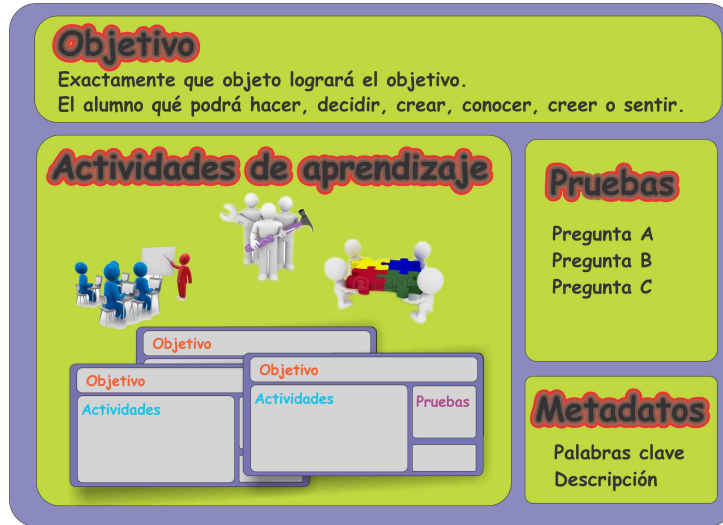 Objetivo
Exactamente que objeto logrará el objetivo.
El alumno qué podrá hacer, decidir, crear, conocer, creer o sentir.
Actividades de aprendizaje
Objetivo
Objetivo
Actividades
Objetivo
Actividades
Pruebas
Pruebas
Pregunta A
Pregunta B
Pregunta C
Metadatos
Palabras clave
Descripción